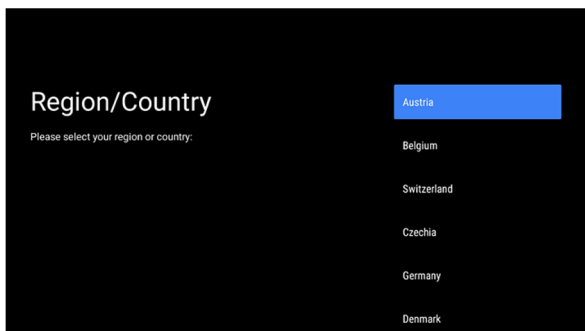 Region/Country
Please select your region or country:
Austria
Belgium
Switzerland
Czechia
Germany
Denmark